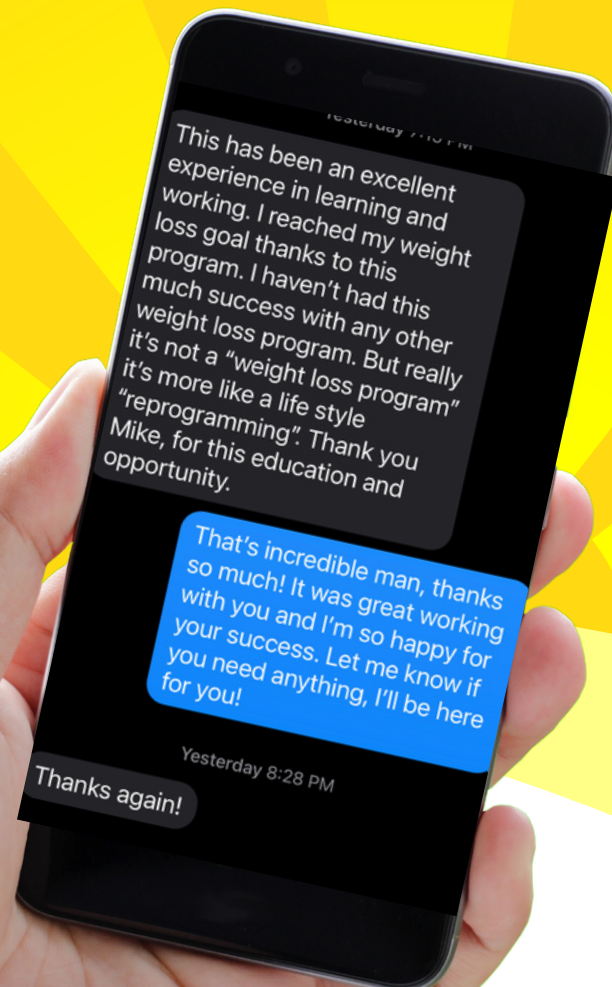 Yesterday 7:15 PM
This has been an excellent
experience in learning and
working. I reached my weight
loss goal thanks to this
program. I haven’t had this
much success with any other
weight loss program. But really
it’s not a “weight loss program”
it’s more like a life style
“reprogramming”. Thank you
Mike, for this education and
opportunity.
That’s incredible man, thanks
so much! It was great working
with you and I’m so happy for
your success. Let me know if
you need anything, I’ll be here
for you!
Yesterday 8:28 PM
Thanks again!